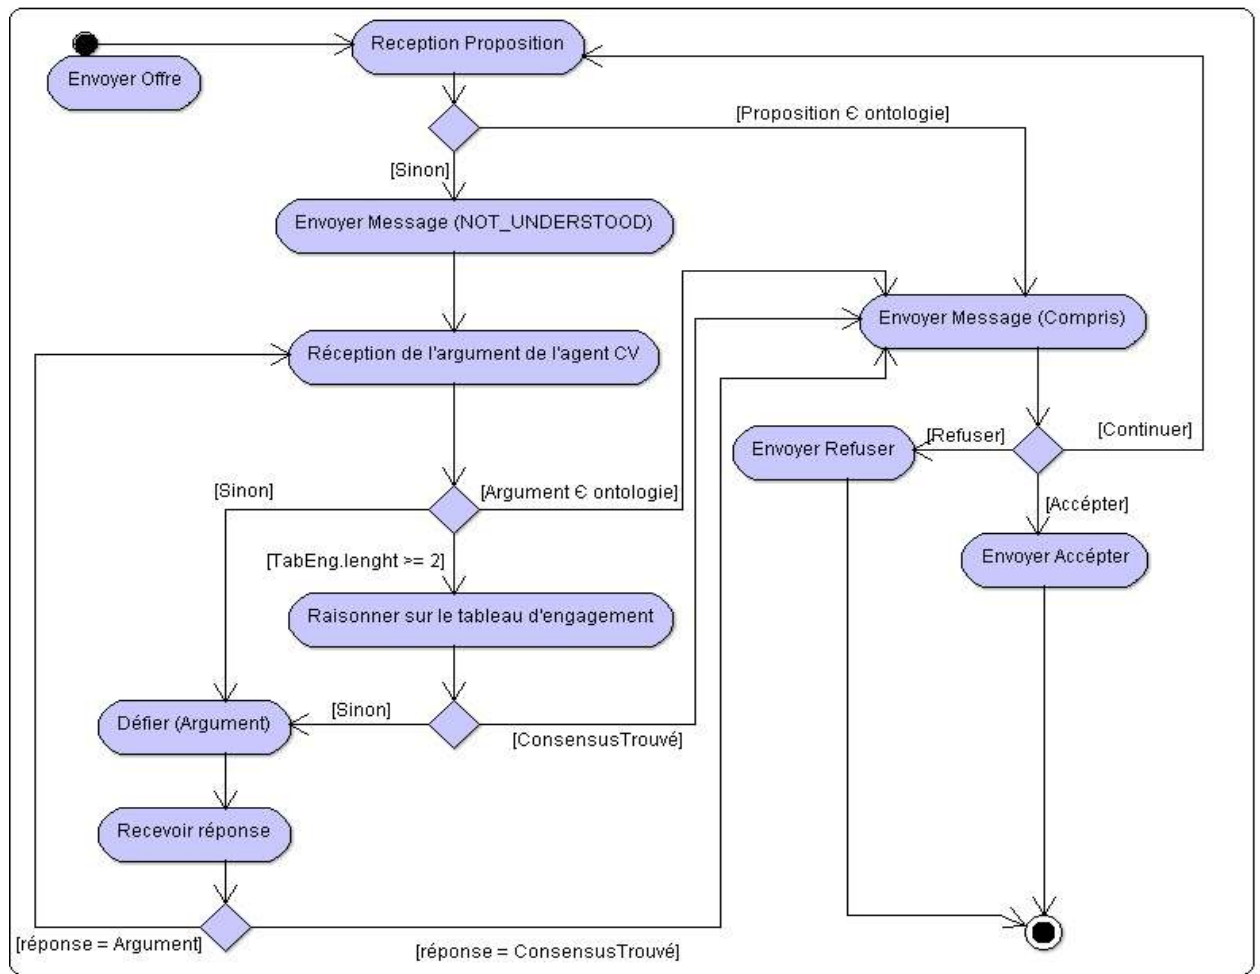 Reception Proposition
Envoyer Offre
[Proposition Є ontologie]
[Sinon]
Envoyer Message (NOT_UNDERSTOOD)
Envoyer Message (Compris)
Réception de l'argument de l'agent CV
[Refuser]
[Continuer]
Envoyer Refuser
[Sinon]
[Argument Є ontologie]
[Accépter]
[TabEng.lenght >= 2]
Envoyer Accépter
Raisonner sur le tableau d'engagement
[Sinon]
Défier (Argument)
[ConsensusTrouvé]
Recevoir réponse
[réponse = Argument]
[réponse = ConsensusTrouvé]